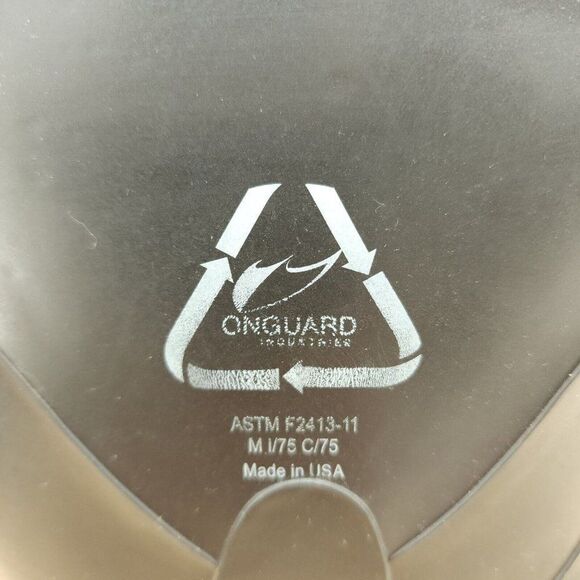 ONGUARD
INDUSTRIES
ASTM F2413-11
M I/75 C/75
Made in USA